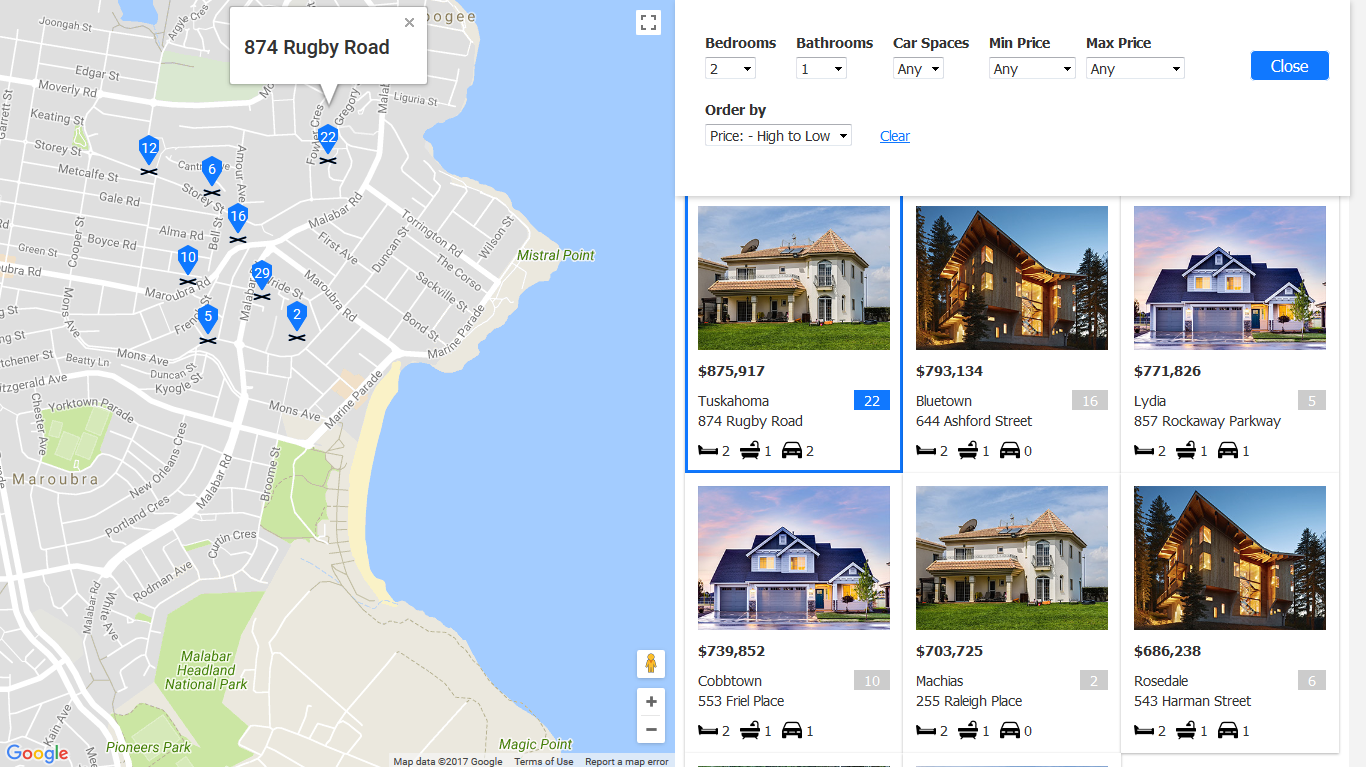 Joongah St
Argyle Cres
oogee
874 Rugby Road
Edgar St
Moverly Rd
Garrett St
Keating St
Storey St
Metcalfe St
Gale Rd
Cooper St
Boyce Rd
Green St
Alma Rd
Storey St
Amour Ave
Bell St
Malabar Rd
Fowler Cres
Gregory
Liguria St
Mala
12
6
16
22
10
29
5
2
Torrington Rd
Wilson St
First Ave
Duncan St
The Corso
Sackville St
Bond St
Marine Parade
Mistral Point
Maroubra Rd
Maroubra Rd
aroubra Rd
Mons Ave
Mons Ave
Beatty Ln
Duncan St
Kyogle St
itzgerald Ave
Chester Ave
Yorktown Parade
Mons Ave
Marine Parade
Maroubra
New Orleans Cres
Malabar Rd
Broome St
Portland Cres
Curtin Cres
Rodman Ave
Malabar Rd
White Ave
Kain Ave
Malabar
Headland
National Park
Pioneers Park
Magic Point
Google
Map data ©2017 Google
Terms of Use
Report a map error
Bedrooms
Bathrooms
Car Spaces
Min Price
Max Price
2
1
Any
Any
Any
Close
Order by
Price: - High to Low
Clear
$875,917
Tuskahoma
22
874 Rugby Road
2 1 2
$793,134
Bluetown
16
644 Ashford Street
2 1 0
$771,826
Lydia
5
857 Rockaway Parkway
2 1 1
$739,852
Cobbtown
10
553 Friel Place
2 1 1
$703,725
Machias
2
255 Raleigh Place
2 1 0
$686,238
Rosedale
6
543 Harman Street
2 1 1